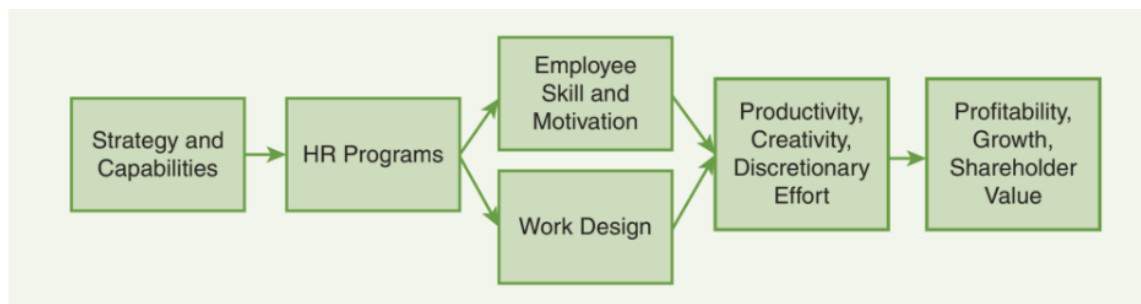 Strategy and
Capabilities
HR Programs
Employee
Skill and
Motivation
Work Design
Productivity,
Creativity,
Discretionary
Effort
Profitability,
Growth,
Shareholder
Value